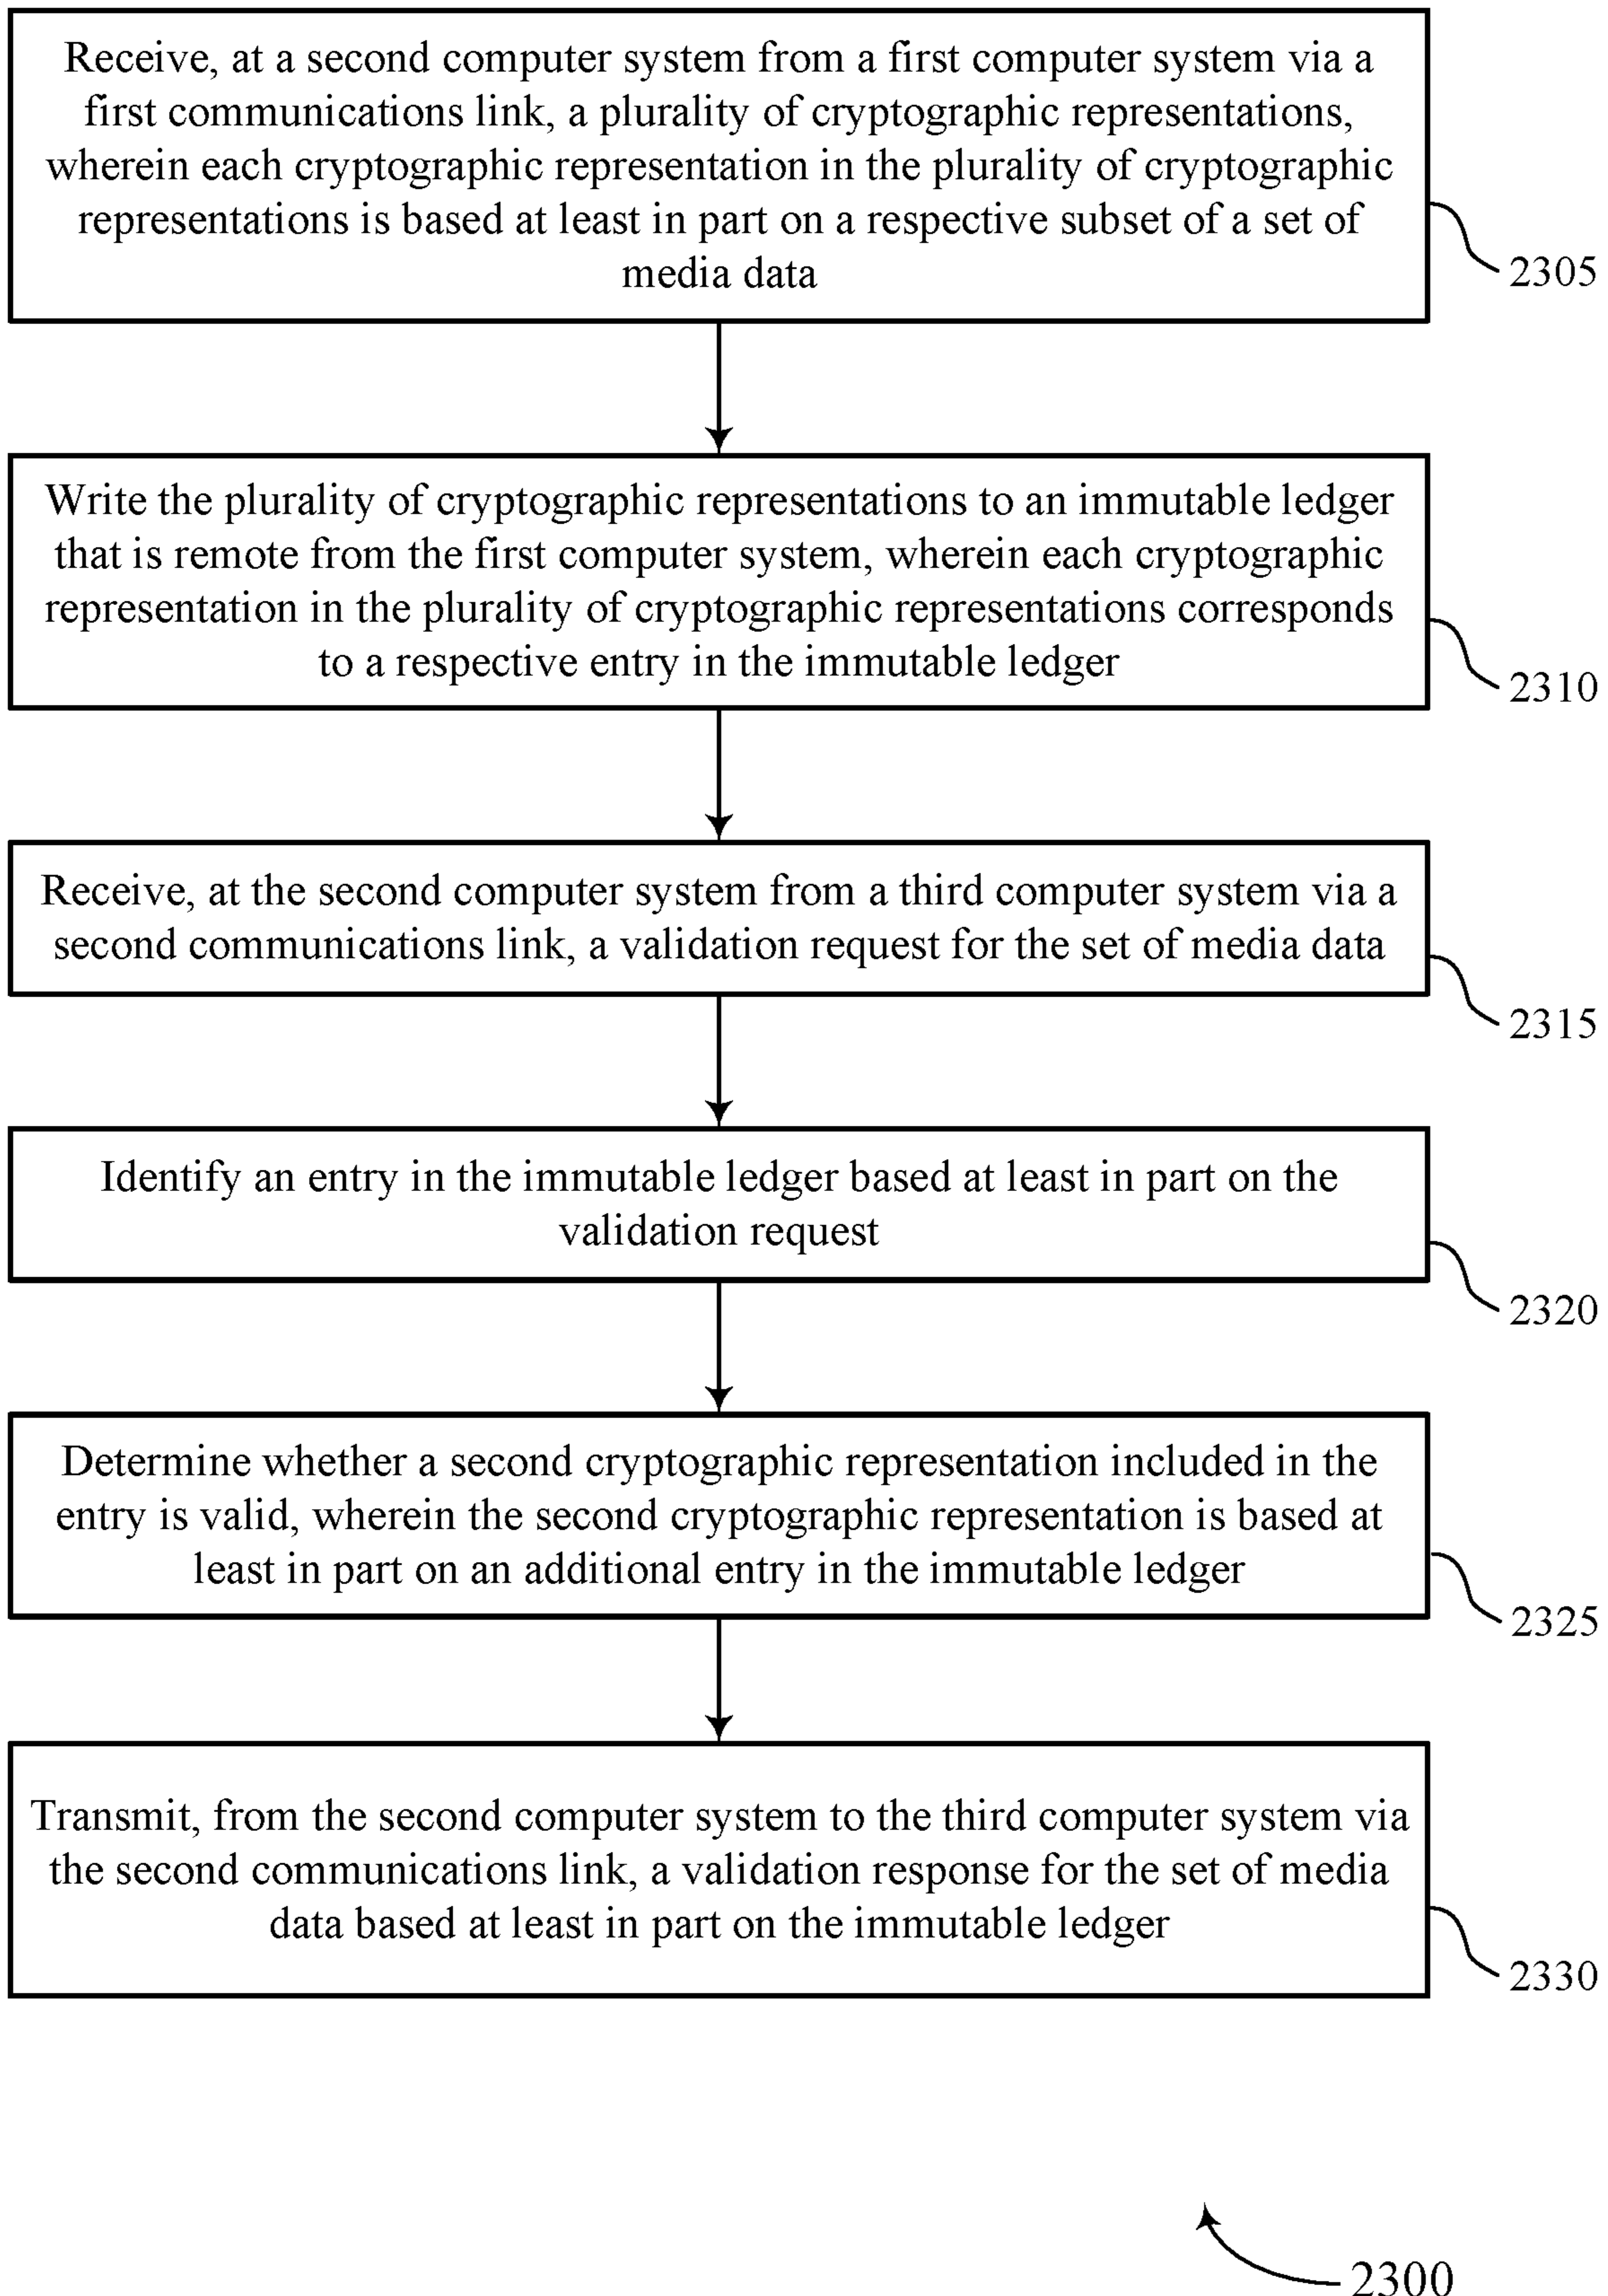 Receive, at a second computer system from a first computer system via a
first communications link, a plurality of cryptographic representations,
wherein each cryptographic representation in the plurality of cryptographic
representations is based at least in part on a respective subset of a set of
media data
2305
Write the plurality of cryptographic representations to an immutable ledger
that is remote from the first computer system, wherein each cryptographic
representation in the plurality of cryptographic representations corresponds
to a respective entry in the immutable ledger
2310
Receive, at the second computer system from a third computer system via a
second communications link, a validation request for the set of media data
2315
Identify an entry in the immutable ledger based at least in part on the
validation request
2320
Determine whether a second cryptographic representation included in the
entry is valid, wherein the second cryptographic representation is based at
least in part on an additional entry in the immutable ledger
2325
Transmit, from the second computer system to the third computer system via
the second communications link, a validation response for the set of media
data based at least in part on the immutable ledger
2330
2300